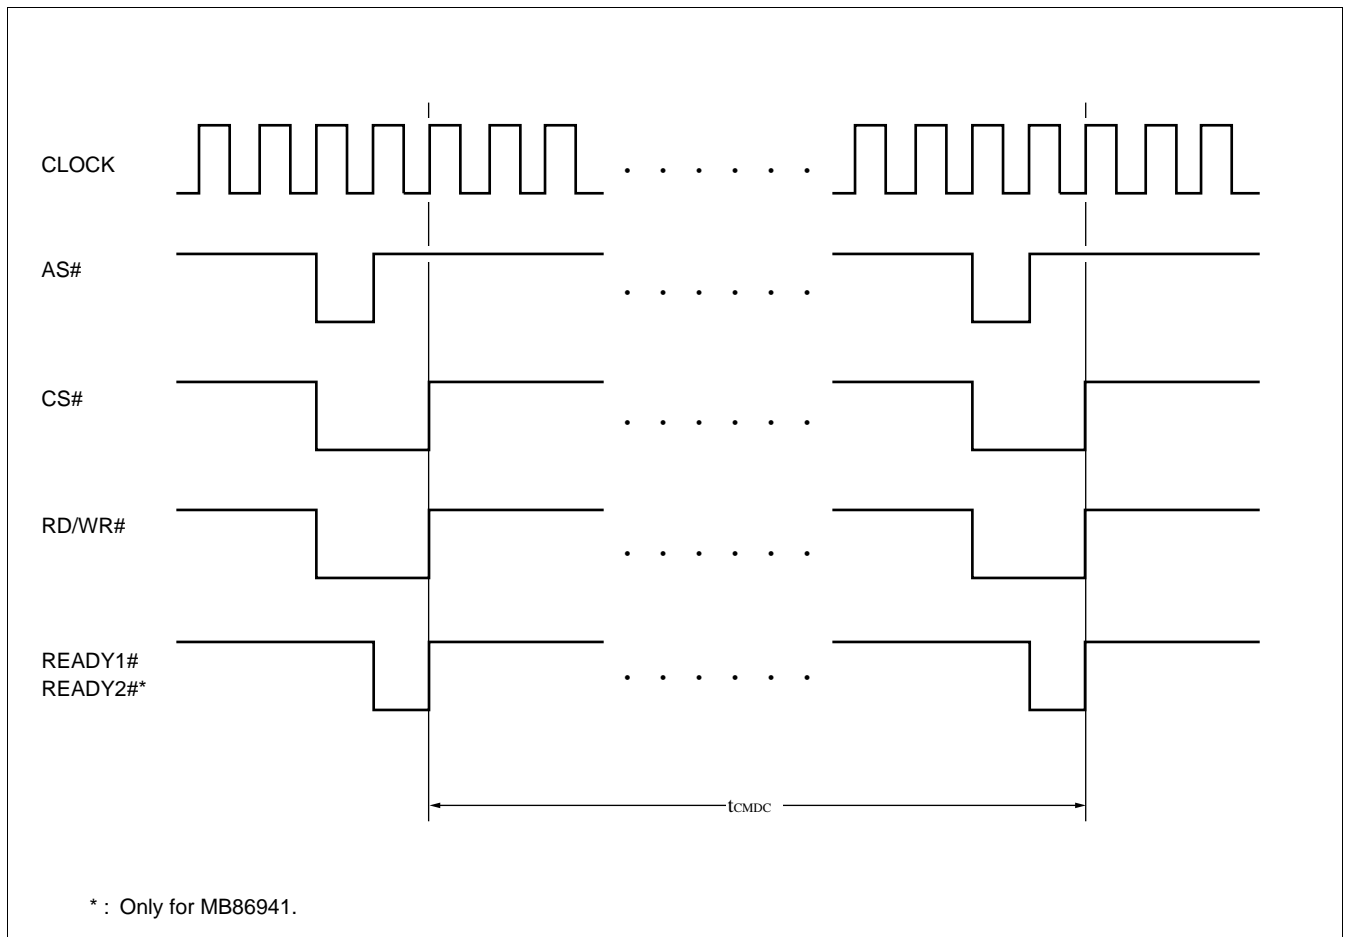 CLOCK
AS#
CS#
RD/WR#
READY1#
READY2#*
tCMDC
* : Only for MB86941.